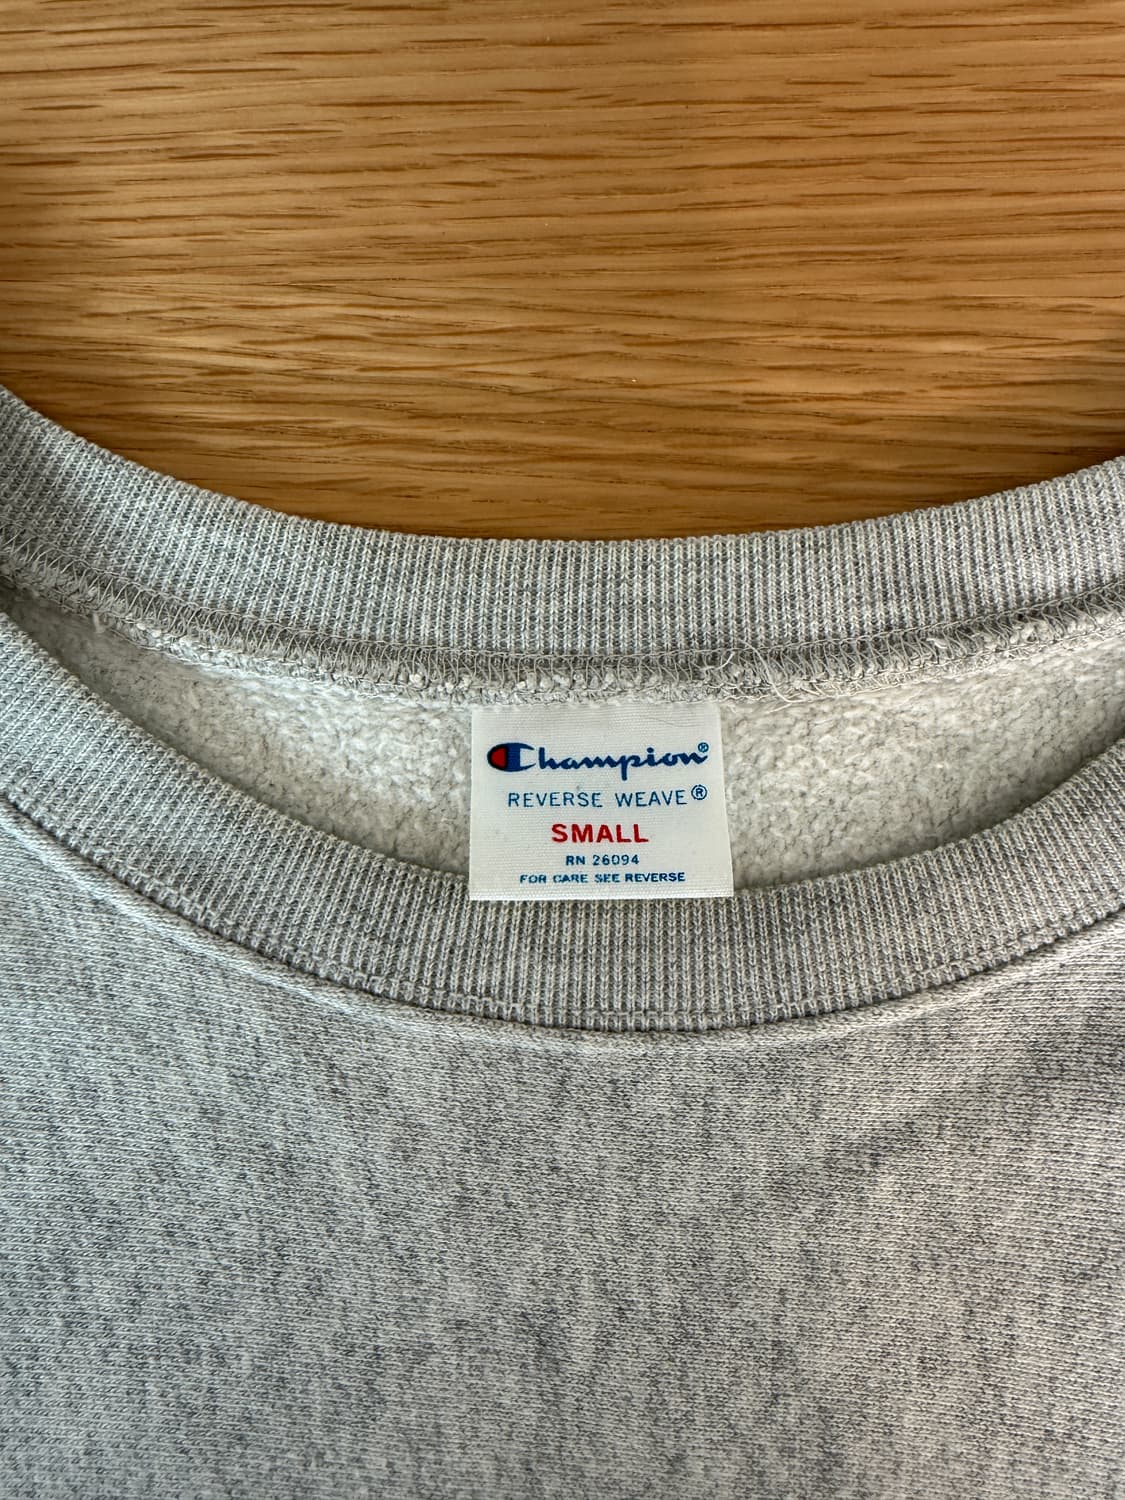 Champion®
REVERSE WEAVE®
SMALL
RN 26094
FOR CARE SEE REVERSE